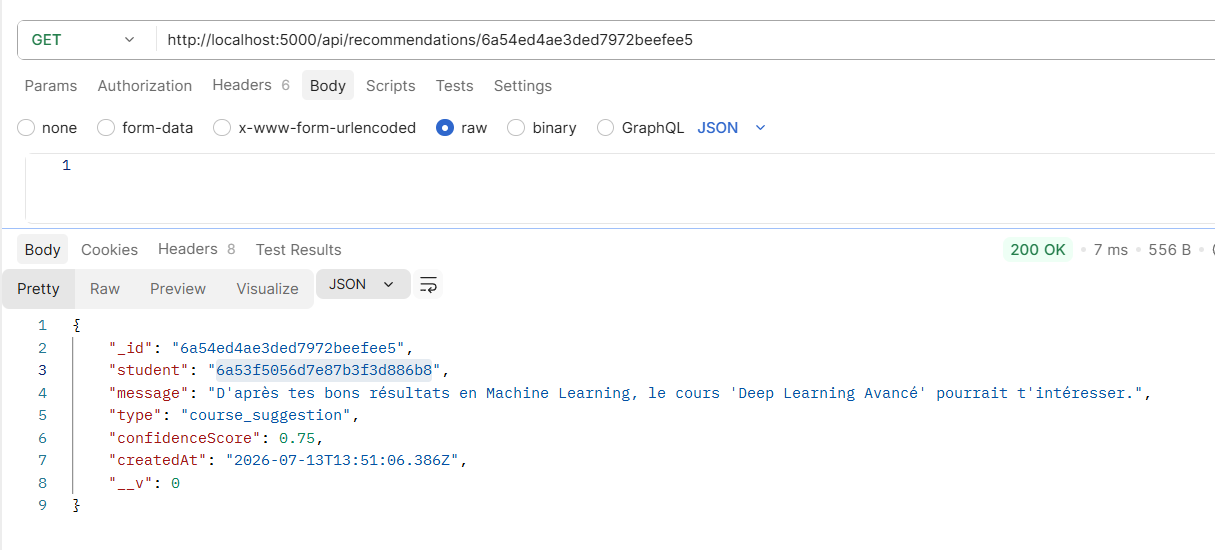 GET http://localhost:5000/api/recommendations/6a54ed4ae3ded7972beefee5
Params Authorization Headers 6 Body Scripts Tests Settings
none form-data x-www-form-urlencoded raw binary GraphQL JSON
1
Body Cookies Headers 8 Test Results 200 OK • 7 ms • 556 B •
Pretty Raw Preview Visualize JSON
1 {
2 "_id": "6a54ed4ae3ded7972beefee5",
3 "student": "6a53f5056d7e87b3f3d886b8",
4 "message": "D'après tes bons résultats en Machine Learning, le cours 'Deep Learning Avancé' pourrait t'intéresser.",
5 "type": "course_suggestion",
6 "confidenceScore": 0.75,
7 "createdAt": "2026-07-13T13:51:06.386Z",
8 "__v": 0
9 }